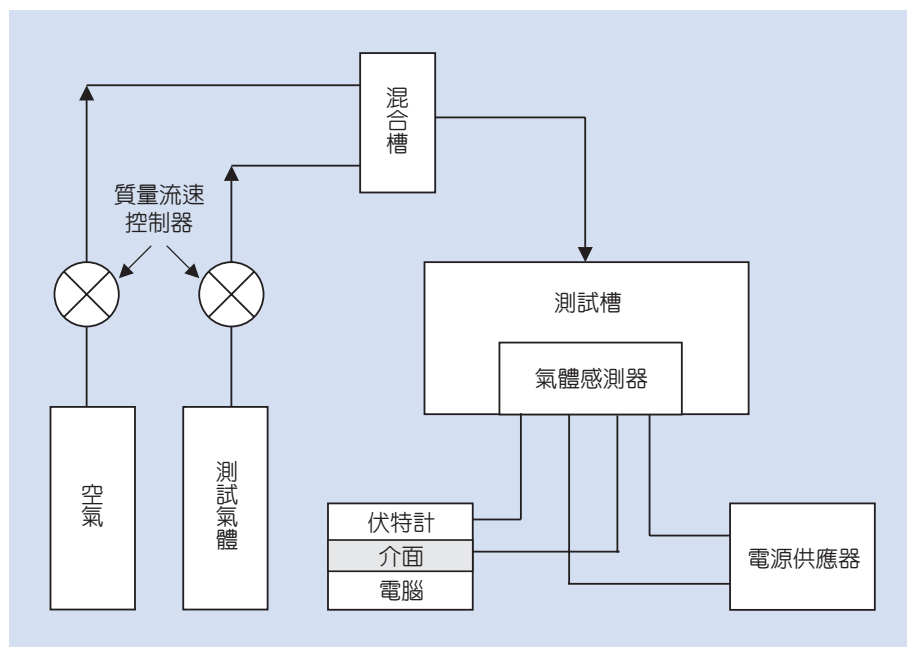 混合槽
質量流速
控制器
測試槽
氣體感測器
空氣
測試氣體
伏特計
介面
電腦
電源供應器